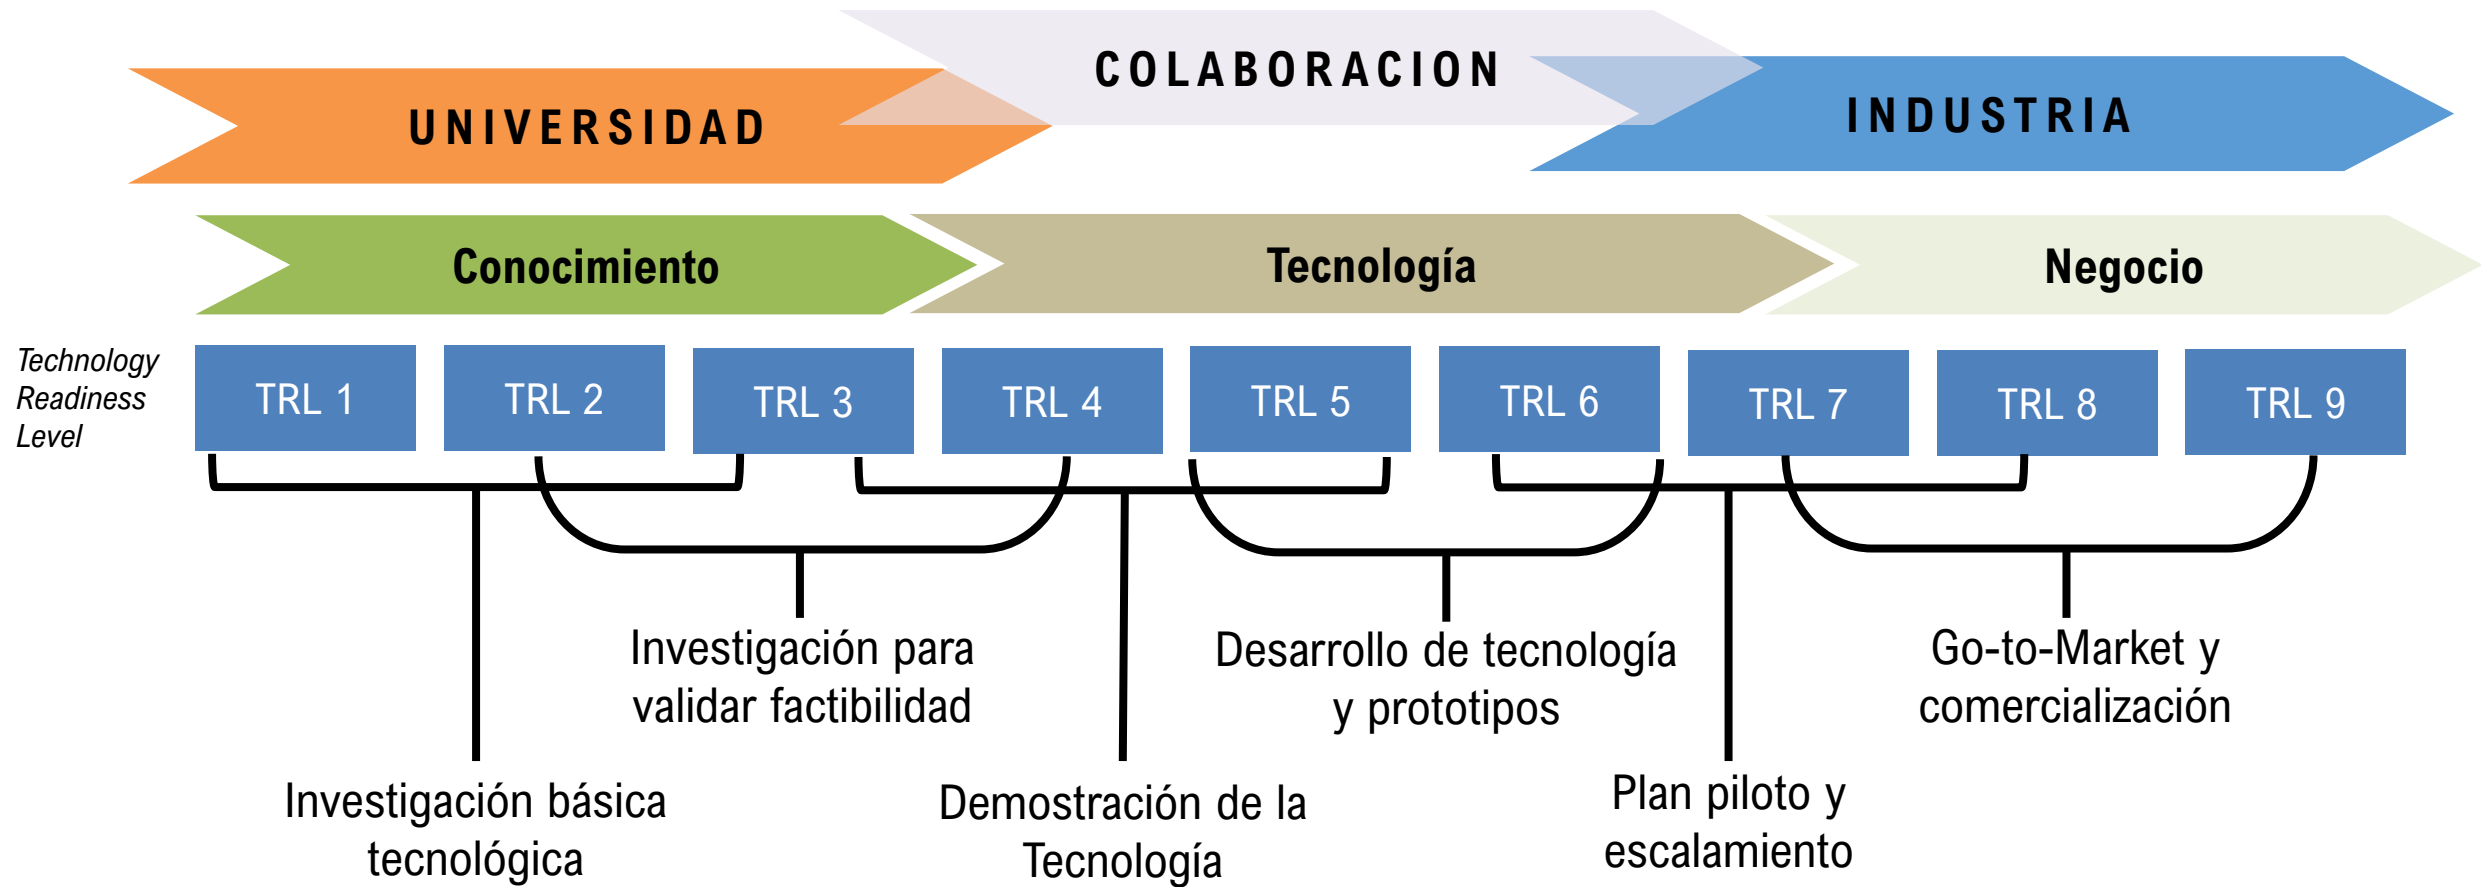 COLABORACION
UNIVERSIDAD
INDUSTRIA
Conocimiento
Tecnología
Negocio
Technology
Readiness
Level
TRL 1
TRL 2
TRL 3
TRL 4
TRL 5
TRL 6
TRL 7
TRL 8
TRL 9
Investigación para
validar factibilidad
Desarrollo de tecnología
y prototipos
Go-to-Market y
comercialización
Investigación básica
tecnológica
Demostración de la
Tecnología
Plan piloto y
escalamiento